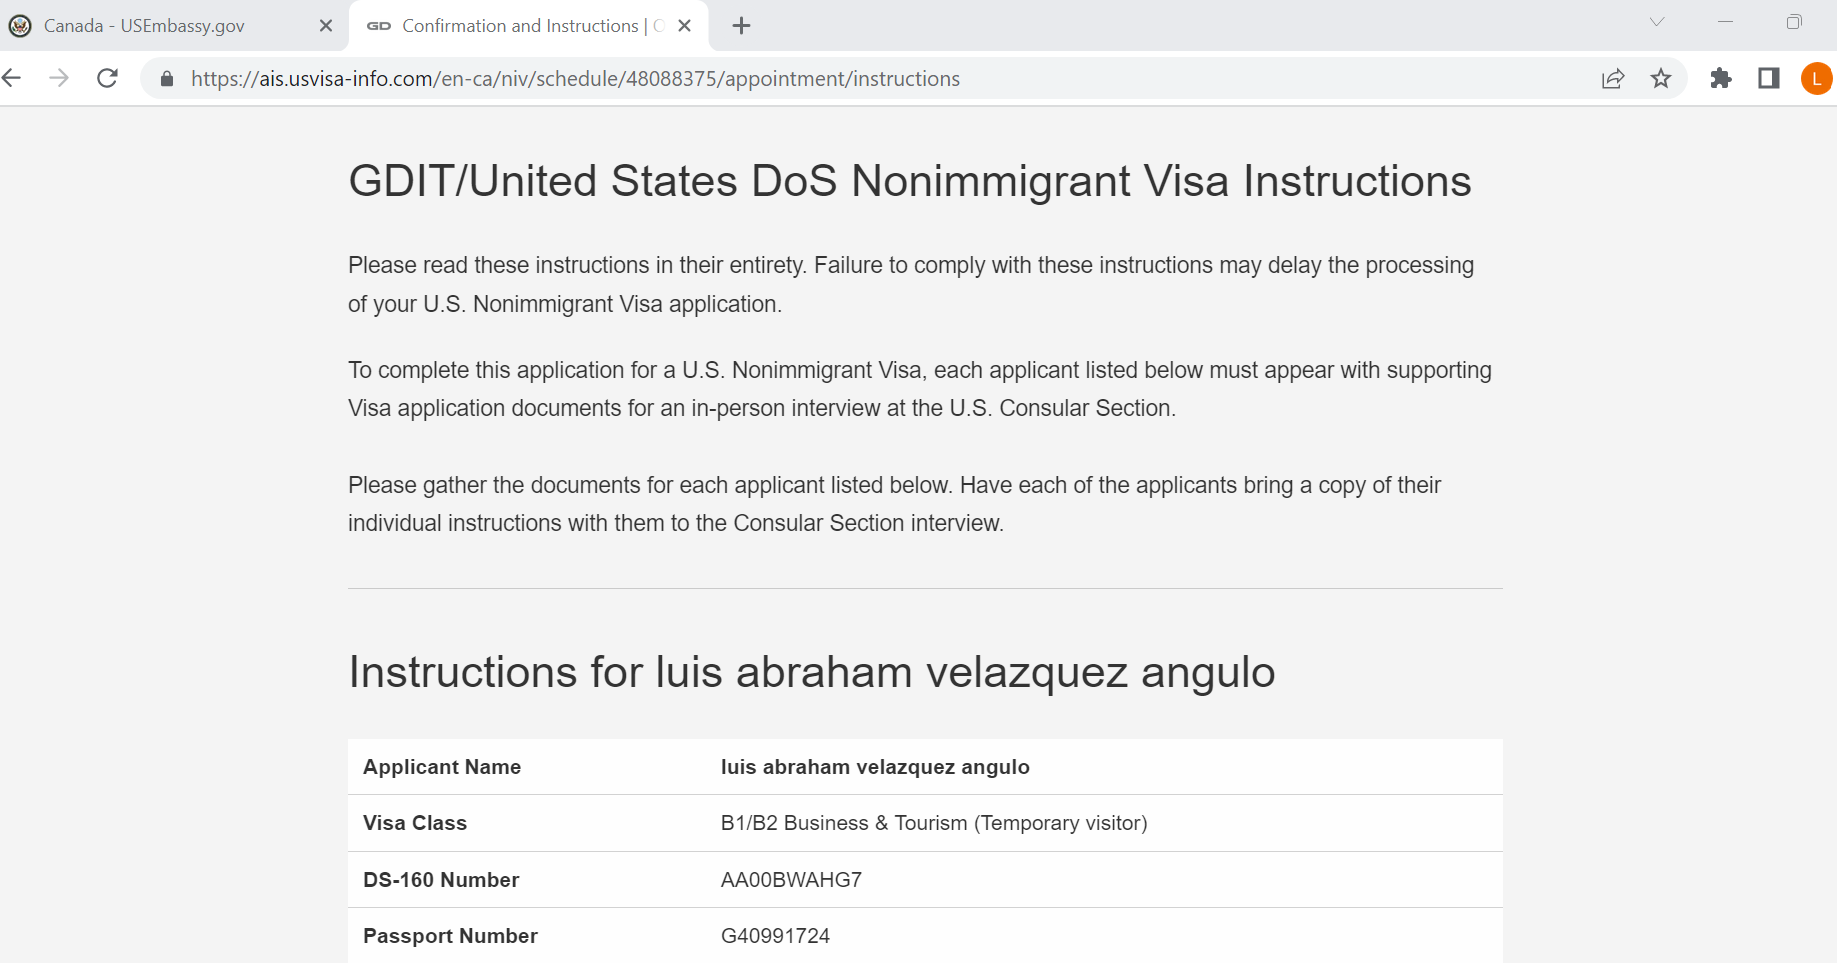 Canada - USEmbassy.gov
GD Confirmation and Instructions |
https://ais.usvisa-info.com/en-ca/niv/schedule/48088375/appointment/instructions
L
GDIT/United States DoS Nonimmigrant Visa Instructions
Please read these instructions in their entirety. Failure to comply with these instructions may delay the processing
of your U.S. Nonimmigrant Visa application.
To complete this application for a U.S. Nonimmigrant Visa, each applicant listed below must appear with supporting
Visa application documents for an in-person interview at the U.S. Consular Section.
Please gather the documents for each applicant listed below. Have each of the applicants bring a copy of their
individual instructions with them to the Consular Section interview.
Instructions for luis abraham velazquez angulo
Applicant Name luis abraham velazquez angulo
Visa Class B1/B2 Business & Tourism (Temporary visitor)
DS-160 Number AA00BWAHG7
Passport Number G40991724